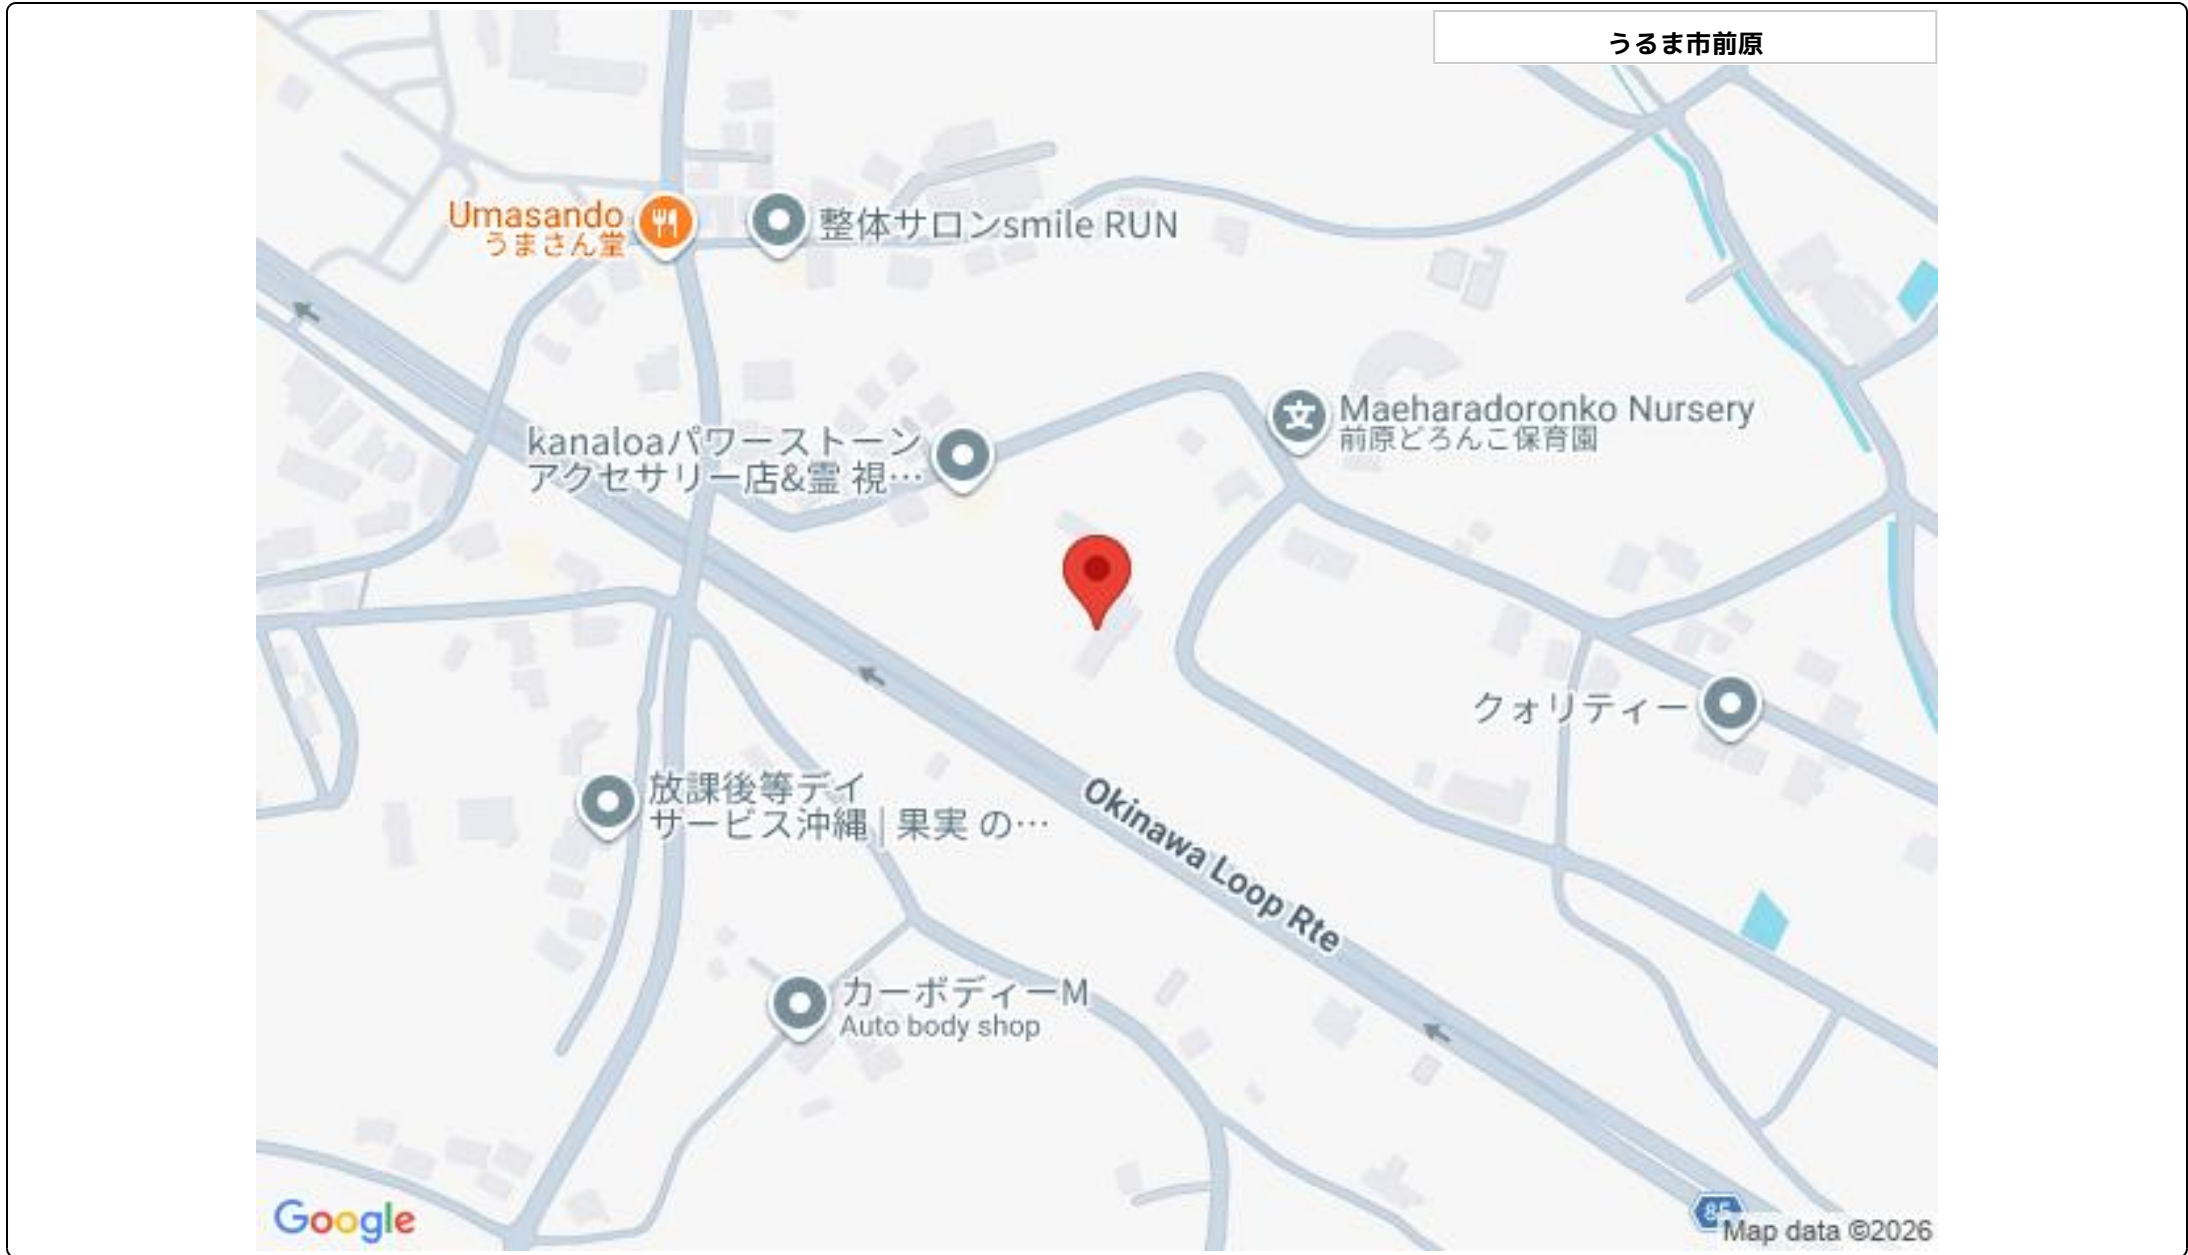 うるま市前原
Umasando
うまさん堂
整体サロンsmile RUN
Maeharadoronko Nursery
前原どろんこ保育園
kanaloaパワーストーン
アクセサリー店&霊 視…
クォリティー
放課後等デイ
サービス沖縄 | 果実 の…
Okinawa Loop Rte
カーボディーM
Auto body shop
85
Google
Map data ©2026